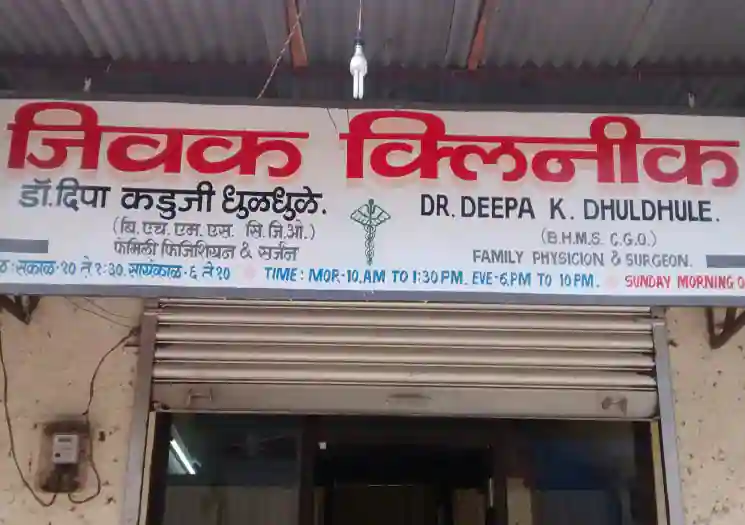 जिवक क्लिनीक
डॉ.दिपा कडुजी धुळधुले.
(बि.एच.एम.एस. सि.जि.ओ.)
फॅमिली फिजिशियन & सर्जन
DR. DEEPA K. DHULDHULE.
(B.H.M.S. C.G.O.)
FAMILY PHYSICION & SURGEON.
सकाळ-१० ते १:३०. सायंकाळ-६ ते १० TIME: MOR-10.AM TO 1:30 PM. EVE-6.PM TO 10 PM. SUNDAY MORNING